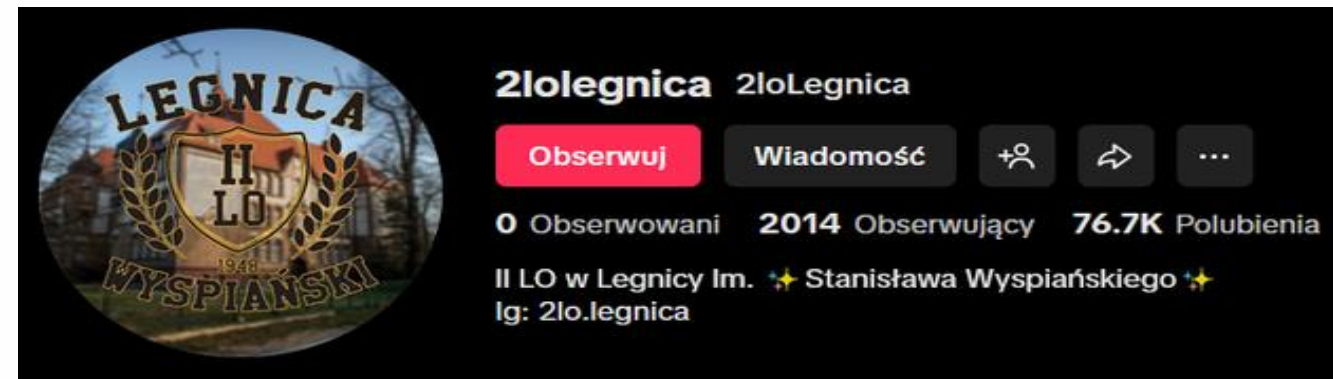 LEGNICA
II
LO
1948
WYSPIAŃSKI
2lolegnica 2loLegnica
Obserwuj Wiadomość
0 Obserwowani 2014 Obserwujący 76.7K Polubienia
II LO w Legnicy Im. ✨ Stanisława Wyspiańskiego ✨
Ig: 2lo.legnica